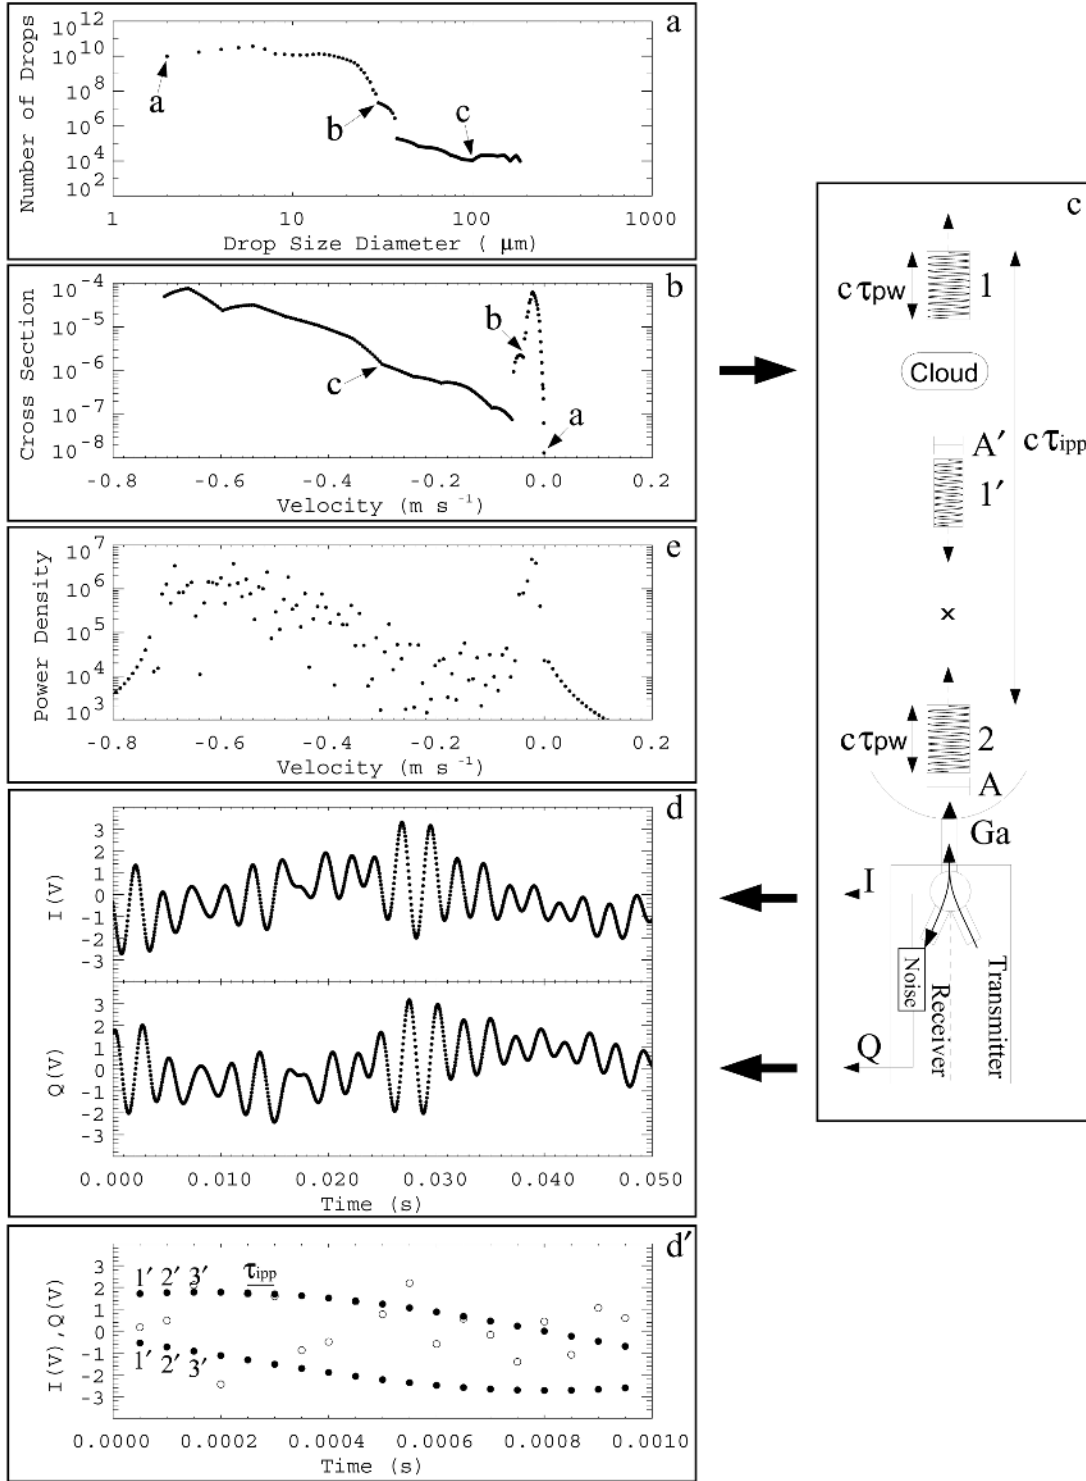 a
10^12
10^10
10^8
10^6
10^4
10^2
Number of Drops
a
b
c
1 10 100 1000
Drop Size Diameter ( μm)
b
10^-4
10^-5
10^-6
10^-7
10^-8
Cross Section
b
c
a
-0.8 -0.6 -0.4 -0.2 0.0 0.2
Velocity (m s^-1)
e
10^7
10^6
10^5
10^4
10^3
Power Density
-0.8 -0.6 -0.4 -0.2 0.0 0.2
Velocity (m s^-1)
d
3
2
1
0
-1
-2
-3
I(V)
3
2
1
0
-1
-2
-3
Q(V)
0.000 0.010 0.020 0.030 0.040 0.050
Time (s)
d′
3
2
1
0
-1
-2
-3
I(V),Q(V)
1′ 2′ 3′
τipp
1′ 2′ 3′
0.0000 0.0002 0.0004 0.0006 0.0008 0.0010
Time (s)
c
cτpw
1
Cloud
A′
cτipp
1′
×
cτpw
2
A
Ga
I
Noise
Receiver
Transmitter
Q